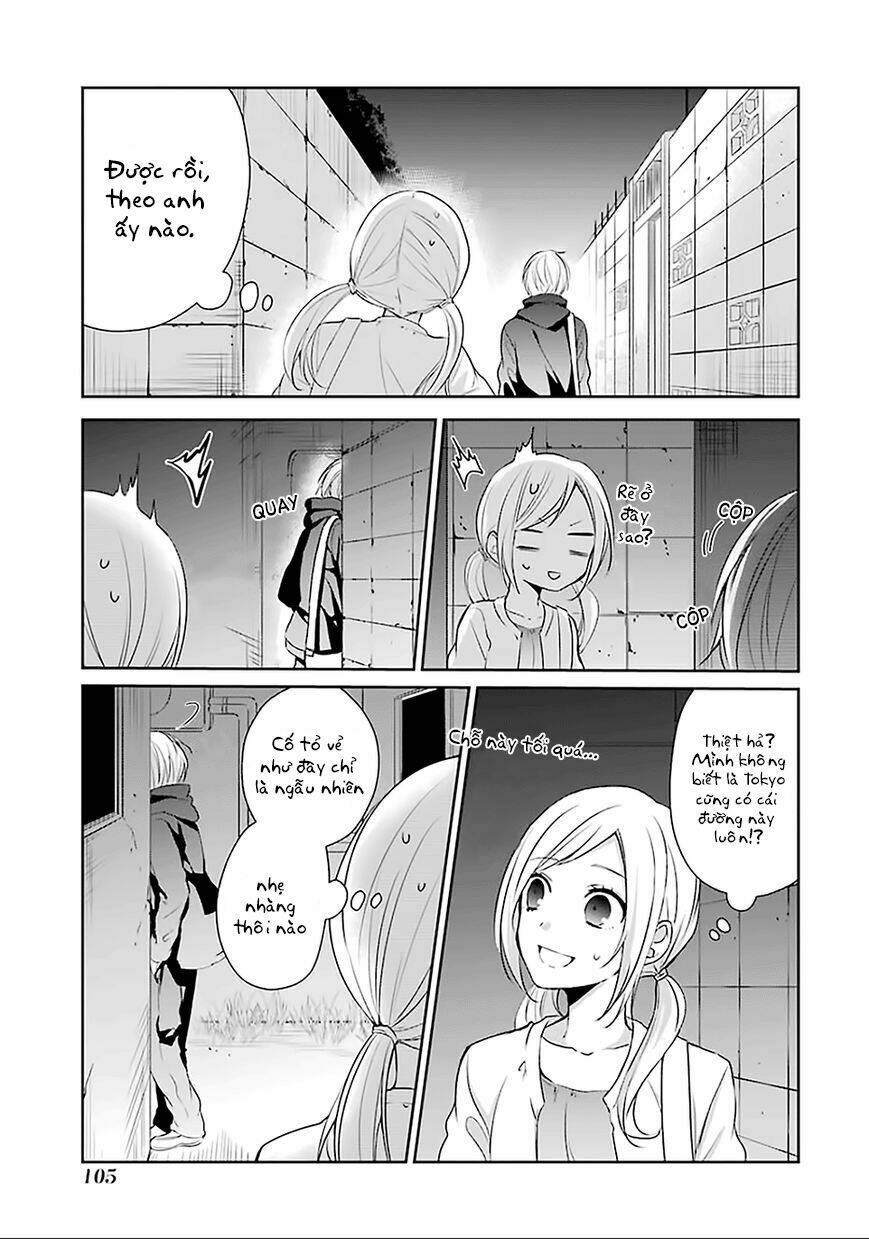 Được rồi,
theo anh
ấy nào.
CỘP
CỘP
Rẽ ở
đây
sao?
QUAY
Thiệt hả?
Mình không
biết là Tokyo
cũng có cái
đường này
luôn!?
Chỗ này tối quá...
Cố tỏ vẻ
như đây chỉ
là ngẫu nhiên
nhẹ
nhàng
thôi nào
105